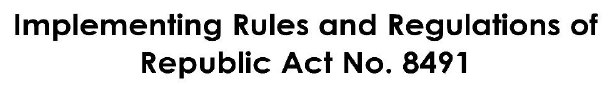 Implementing Rules and Regulations of
Republic Act No. 8491